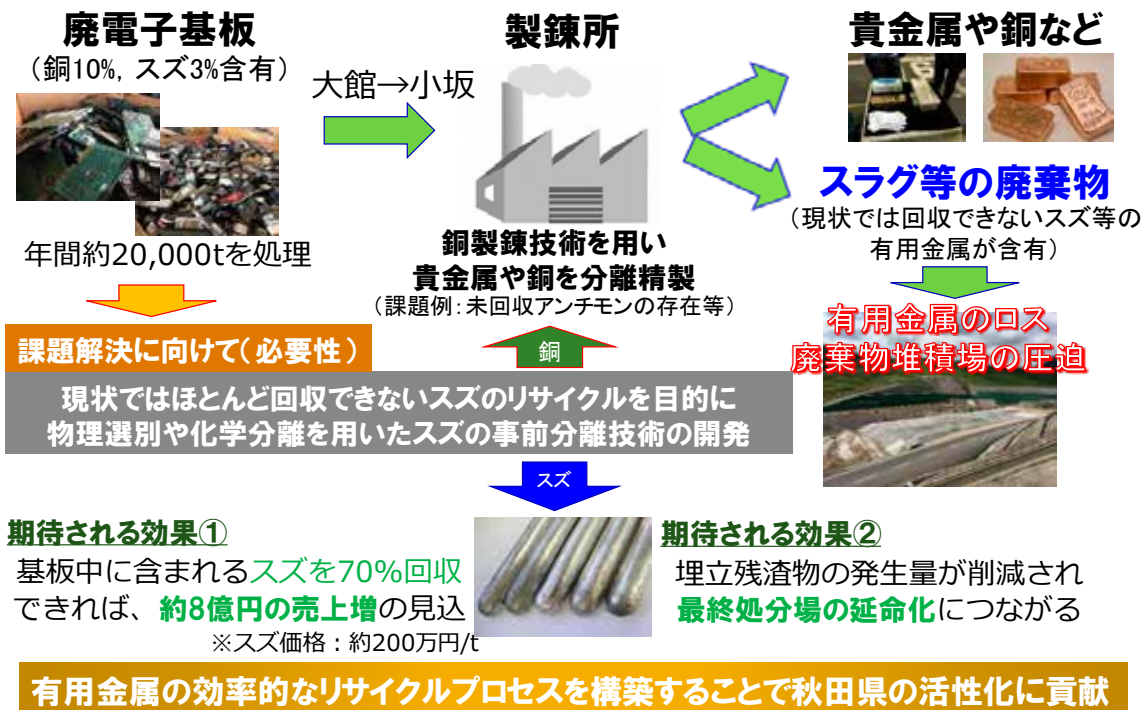 廃電子基板
（銅10%，スズ3%含有）
年間約20,000tを処理
大館→小坂
製錬所
銅製錬技術を用い
貴金属や銅を分離精製
（課題例：未回収アンチモンの存在等）
貴金属や銅など
スラグ等の廃棄物
（現状では回収できないスズ等の
有用金属が含有）
有用金属のロス
廃棄物堆積場の圧迫
課題解決に向けて（必要性）
銅
現状ではほとんど回収できないスズのリサイクルを目的に
物理選別や化学分離を用いたスズの事前分離技術の開発
スズ
期待される効果①
基板中に含まれるスズを70%回収
できれば、約8億円の売上増の見込
※スズ価格：約200万円/t
期待される効果②
埋立残渣物の発生量が削減され
最終処分場の延命化につながる
有用金属の効率的なリサイクルプロセスを構築することで秋田県の活性化に貢献